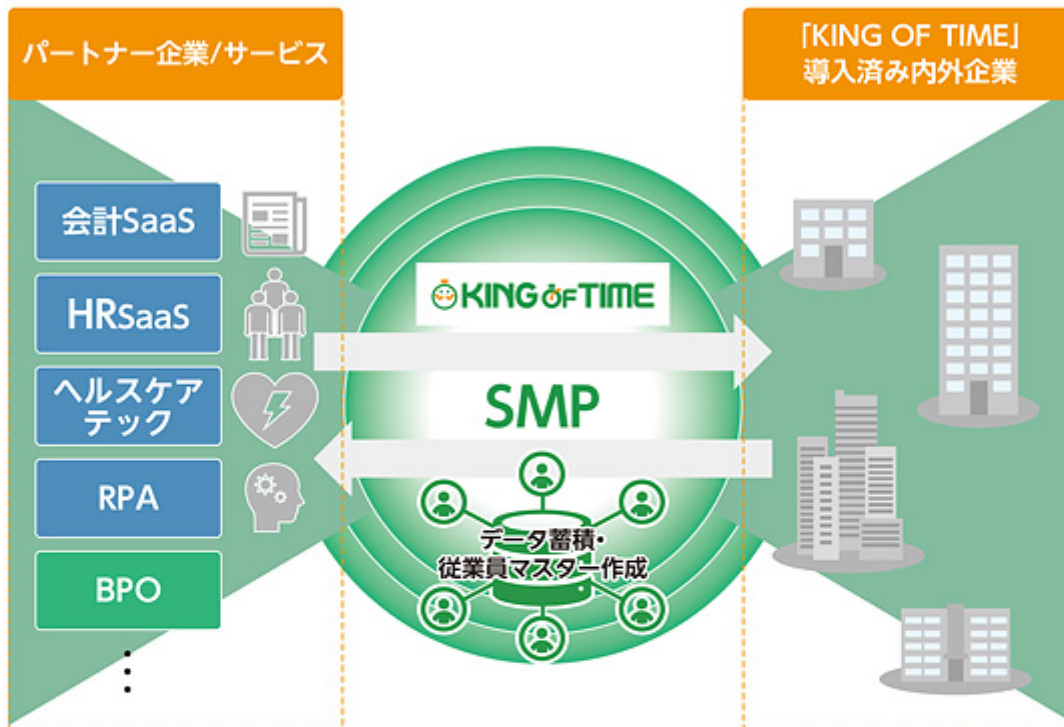 パートナー企業/サービス
「KING OF TIME」
導入済み内外企業
会計SaaS
HRSaaS
ヘルスケア
テック
RPA
BPO
KING OF TIME
SMP
データ蓄積・
従業員マスター作成